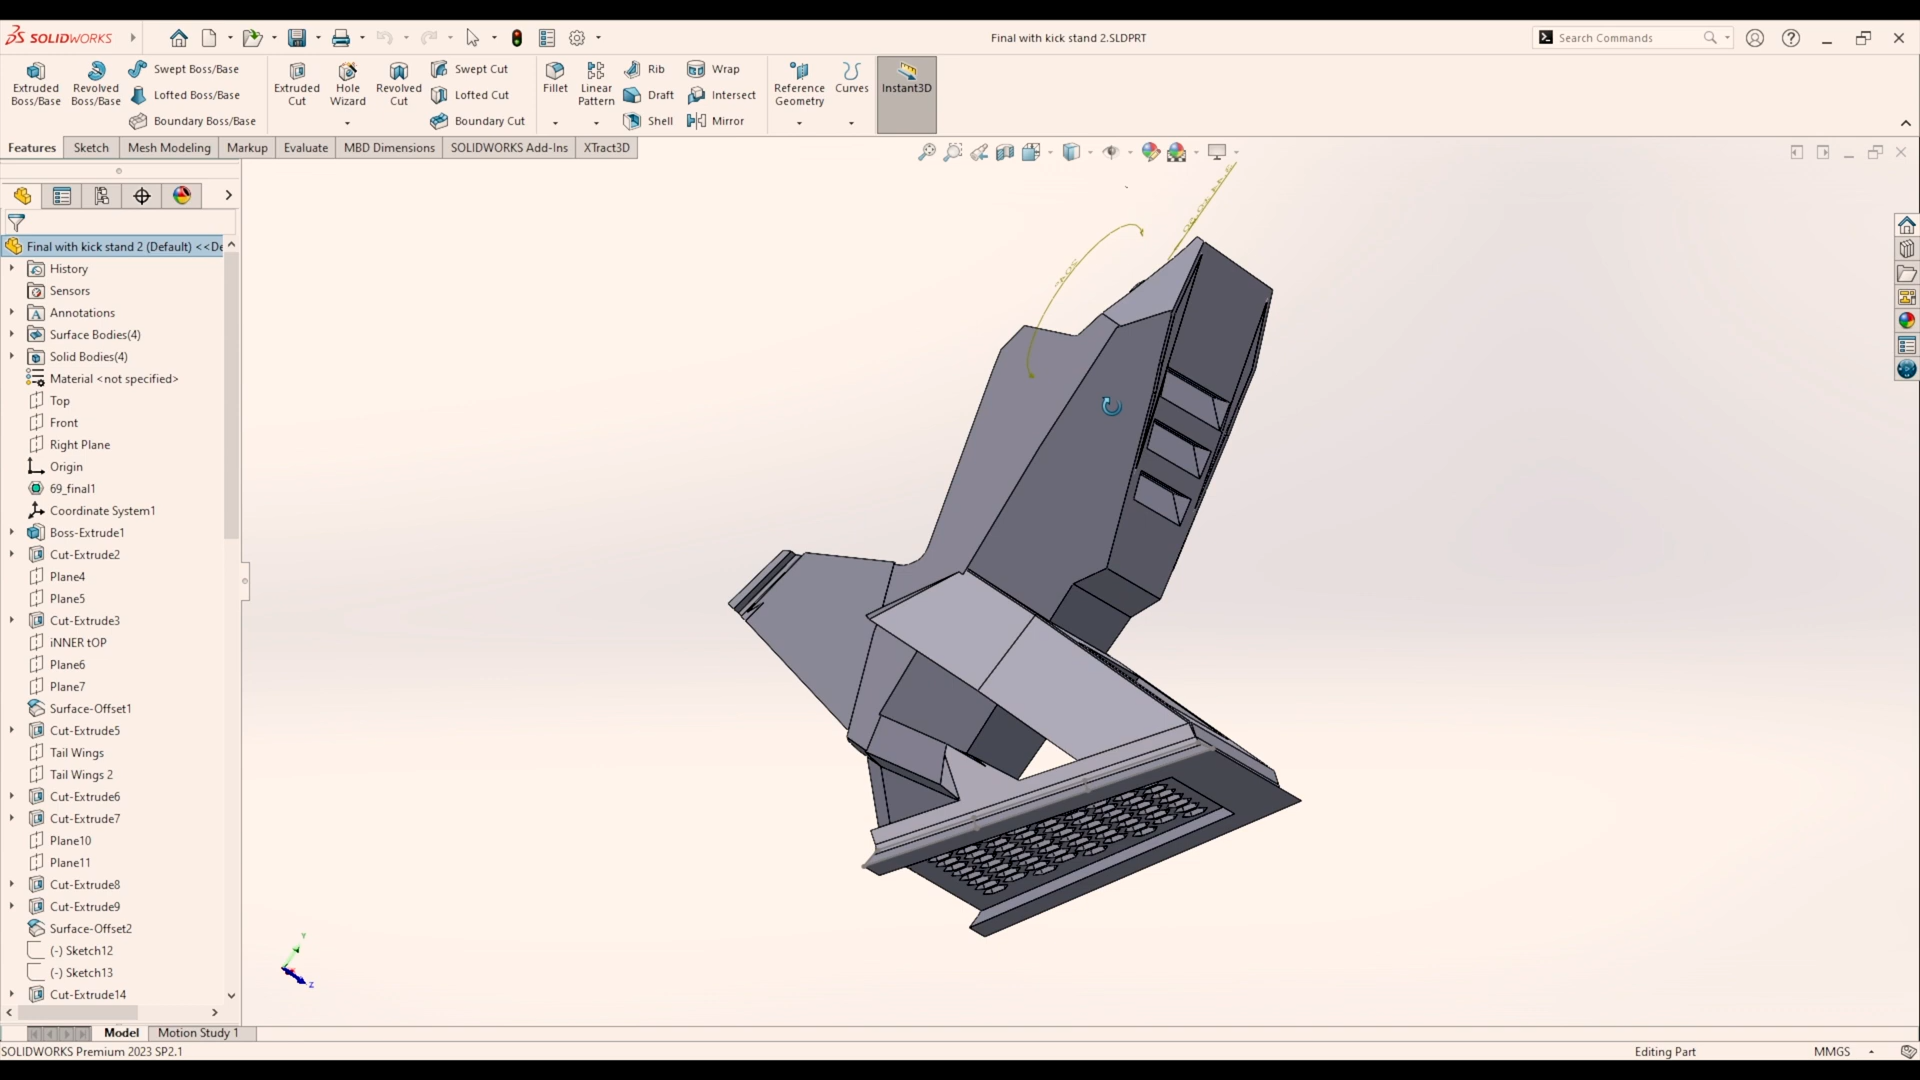 SOLIDWORKS
Final with kick stand 2.SLDPRT
Search Commands
Extruded Boss/Base
Revolved Boss/Base
Swept Boss/Base
Lofted Boss/Base
Boundary Boss/Base
Extruded Cut
Hole Wizard
Revolved Cut
Swept Cut
Lofted Cut
Boundary Cut
Fillet
Linear Pattern
Rib
Draft
Shell
Wrap
Intersect
Mirror
Reference Geometry
Curves
Instant3D
Features
Sketch
Mesh Modeling
Markup
Evaluate
MBD Dimensions
SOLIDWORKS Add-Ins
XTract3D
Final with kick stand 2 (Default) <<De
History
Sensors
Annotations
Surface Bodies(4)
Solid Bodies(4)
Material <not specified>
Top
Front
Right Plane
Origin
69_final1
Coordinate System1
Boss-Extrude1
Cut-Extrude2
Plane4
Plane5
Cut-Extrude3
iNNER tOP
Plane6
Plane7
Surface-Offset1
Cut-Extrude5
Tail Wings
Tail Wings 2
Cut-Extrude6
Cut-Extrude7
Plane10
Plane11
Cut-Extrude8
Cut-Extrude9
Surface-Offset2
(-) Sketch12
(-) Sketch13
Cut-Extrude14
Y
Z
Model
Motion Study 1
SOLIDWORKS Premium 2023 SP2.1
Editing Part
MMGS